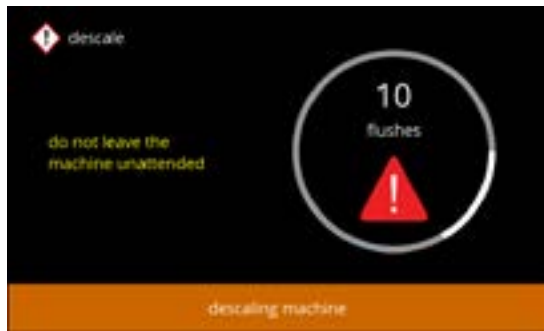 descale
do not leave the
machine unattended
10
flushes
descaling machine